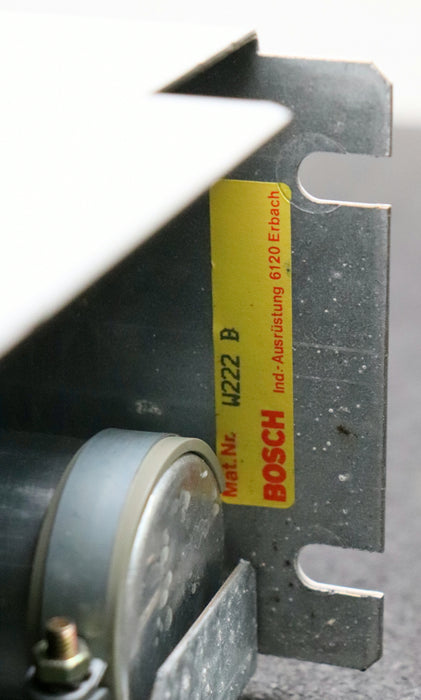 Mat.Nr. W222 B
BOSCH Ind.-Ausrüstung 6120 Erbach